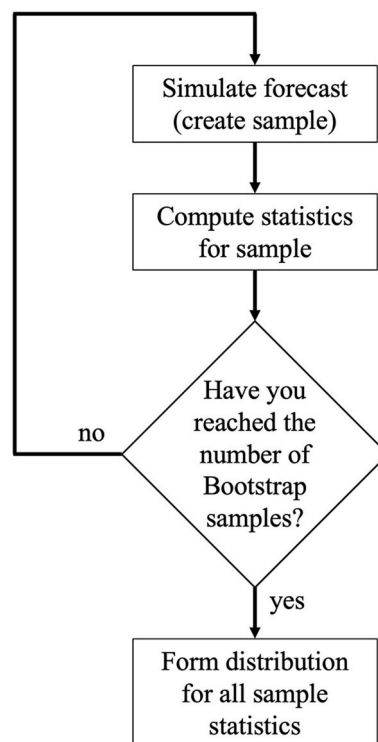 Simulate forecast
(create sample)
Compute statistics
for sample
Have you
reached the
number of
Bootstrap
samples?
no
yes
Form distribution
for all sample
statistics